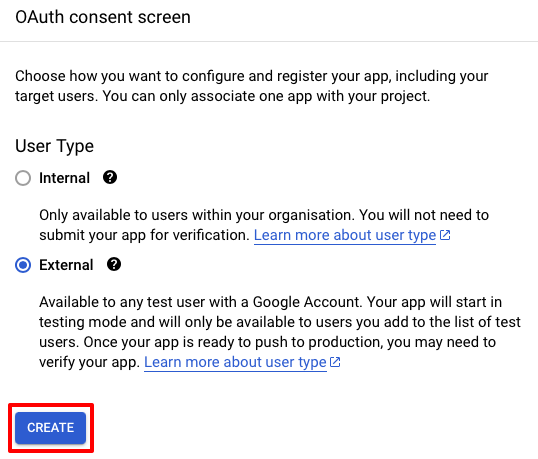 OAuth consent screen
Choose how you want to configure and register your app, including your
target users. You can only associate one app with your project.
User Type
Internal ?
Only available to users within your organisation. You will not need to
submit your app for verification. Learn more about user type
External ?
Available to any test user with a Google Account. Your app will start in
testing mode and will only be available to users you add to the list of test
users. Once your app is ready to push to production, you may need to
verify your app. Learn more about user type
CREATE